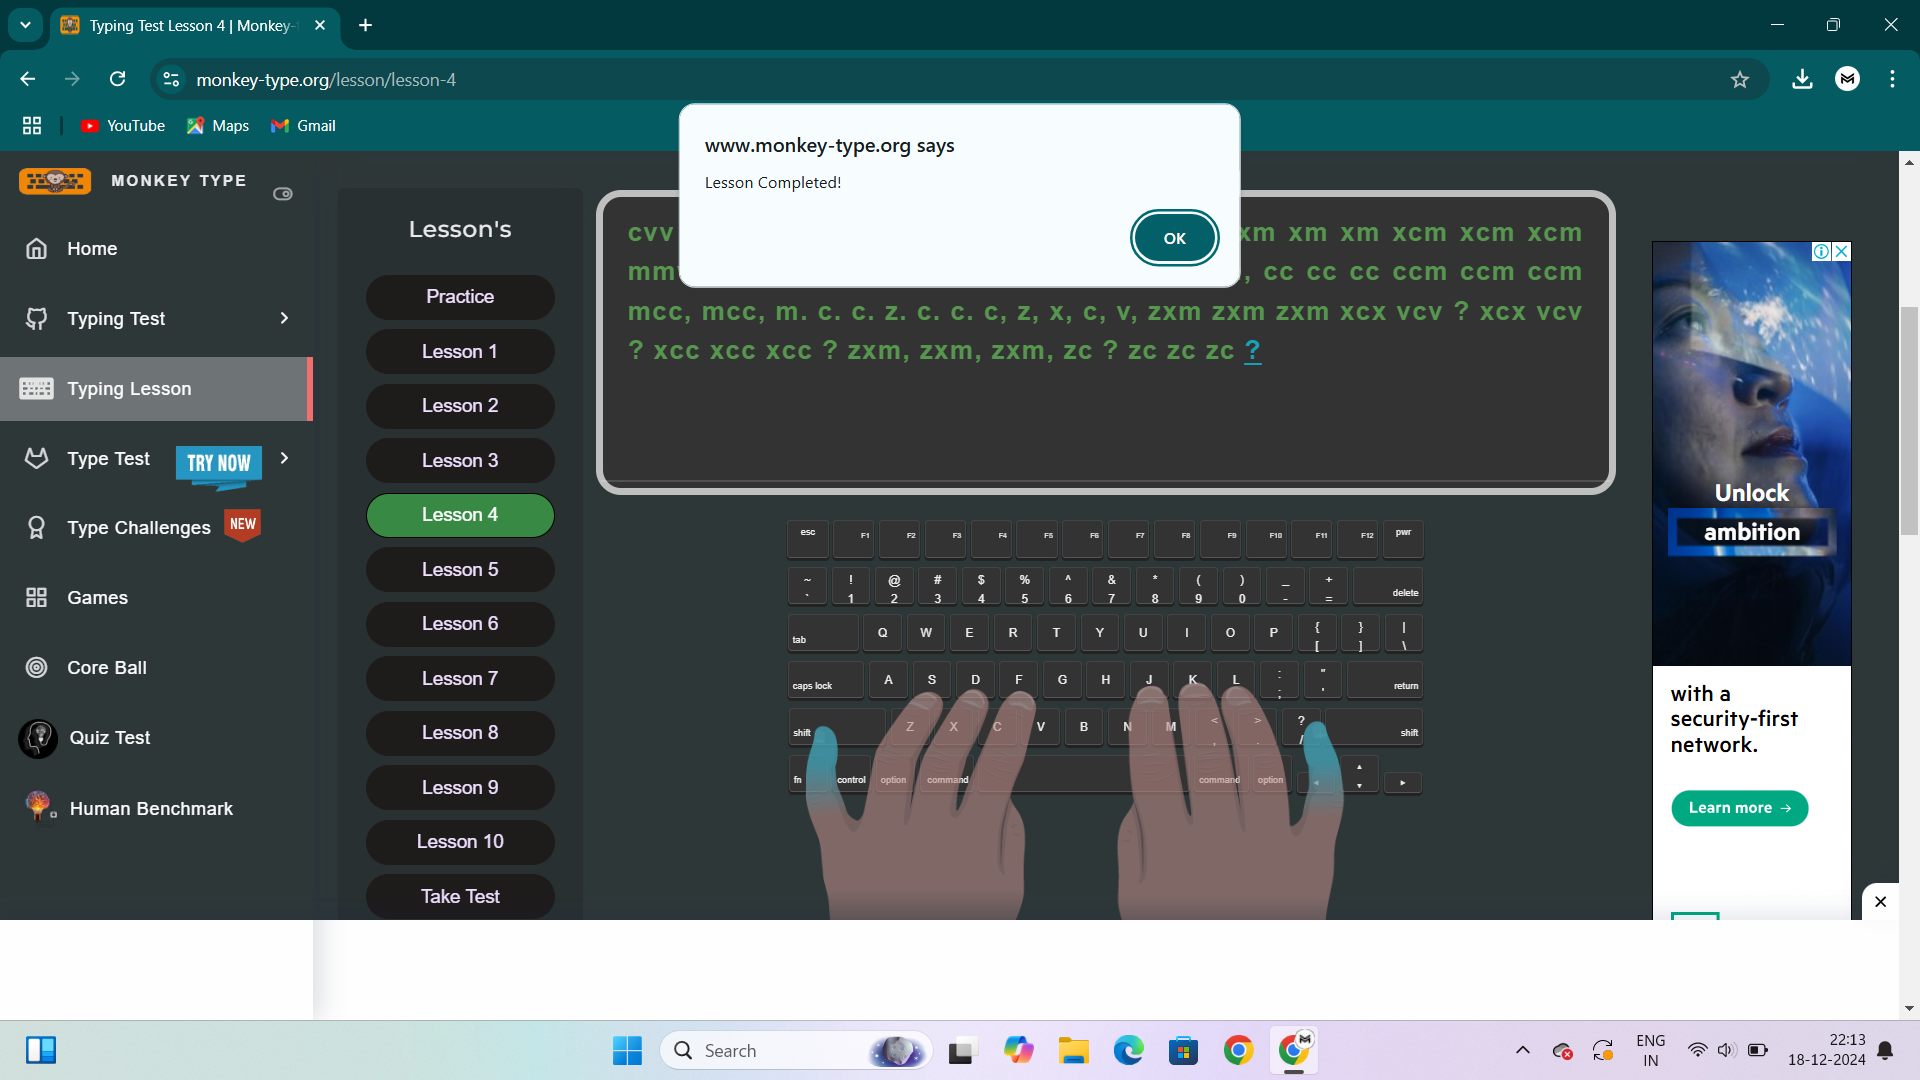 Typing Test Lesson 4 | Monkey-
monkey-type.org/lesson/lesson-4
YouTube
Maps
Gmail
www.monkey-type.org says
Lesson Completed!
OK
MONKEY TYPE
Home
Typing Test
Typing Lesson
Type Test
TRY NOW
Type Challenges
NEW
Games
Core Ball
Quiz Test
Human Benchmark
Lesson's
Practice
Lesson 1
Lesson 2
Lesson 3
Lesson 4
Lesson 5
Lesson 6
Lesson 7
Lesson 8
Lesson 9
Lesson 10
Take Test
cvv xm xm xm xcm xcm xcm
mm , cc cc cc ccm ccm ccm
mcc, mcc, m. c. c. z. c. c. c, z, x, c, v, zxm zxm zxm xcx vcv ? xcx vcv
? xcc xcc xcc ? zxm, zxm, zxm, zc ? zc zc zc ?
esc F1 F2 F3 F4 F5 F6 F7 F8 F9 F10 F11 F12 pwr
~ ! @ # $ % ^ & * ( ) _ +
` 1 2 3 4 5 6 7 8 9 0 - = delete
tab Q W E R T Y U I O P { } |
[ ] \
caps lock A S D F G H J K L : " return
; '
shift Z X C V B N M < > ? shift
, . /
fn control option command command option
Unlock
ambition
with a
security-first
network.
Learn more →
Search
ENG
IN
22:13
18-12-2024